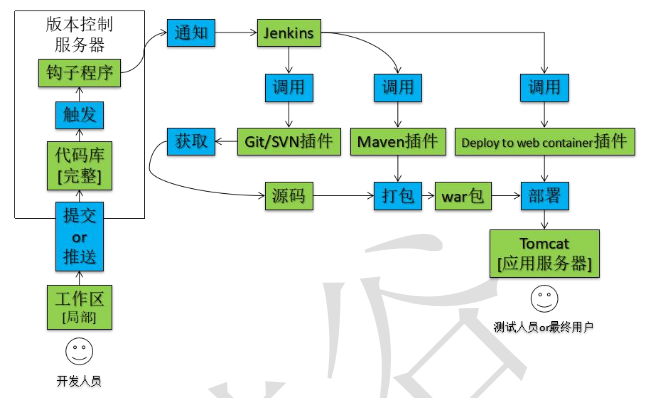 版本控制
服务器
钩子程序
触发
代码库
[完整]
提交
or
推送
工作区
[局部]
开发人员
通知
Jenkins
调用
调用
调用
获取
Git/SVN插件
Maven插件
Deploy to web container插件
源码
打包
war包
部署
Tomcat
[应用服务器]
测试人员or最终用户